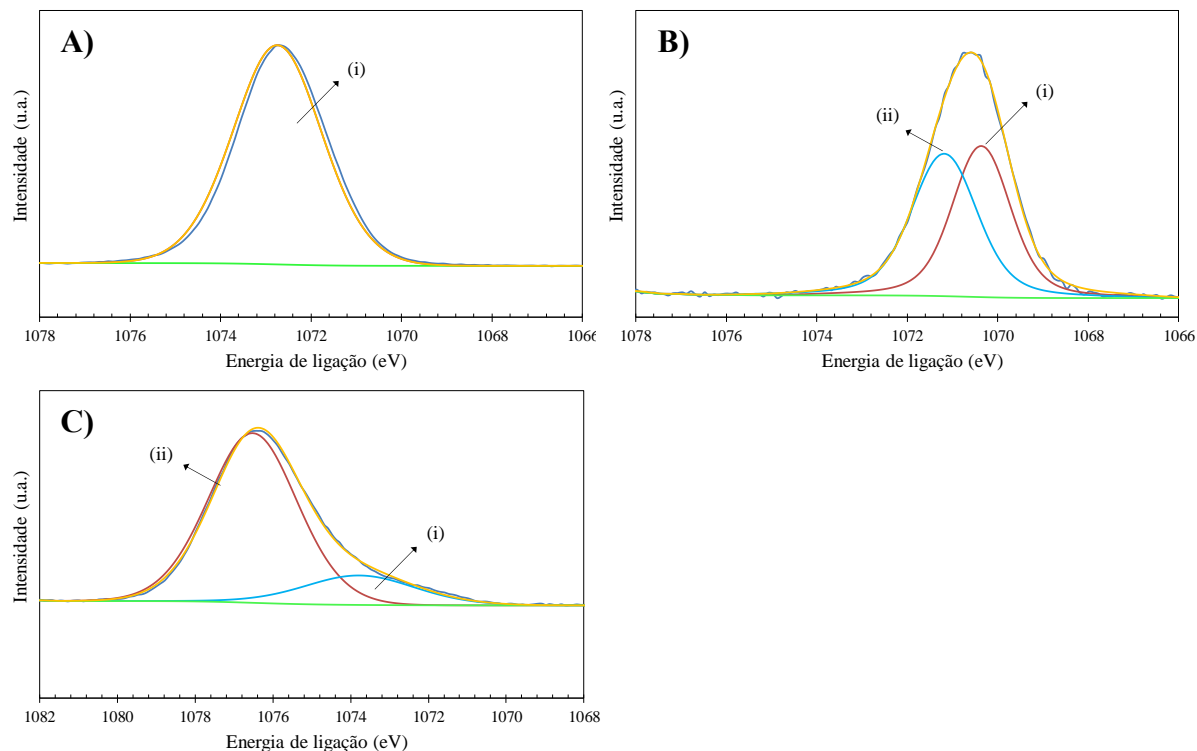 A)
(i)
Intensidade (u.a.)
1078 1076 1074 1072 1070 1068 1066
Energia de ligação (eV)
B)
(i)
(ii)
Intensidade (u.a.)
1078 1076 1074 1072 1070 1068 1066
Energia de ligação (eV)
C)
(ii)
(i)
Intensidade (u.a.)
1082 1080 1078 1076 1074 1072 1070 1068
Energia de ligação (eV)